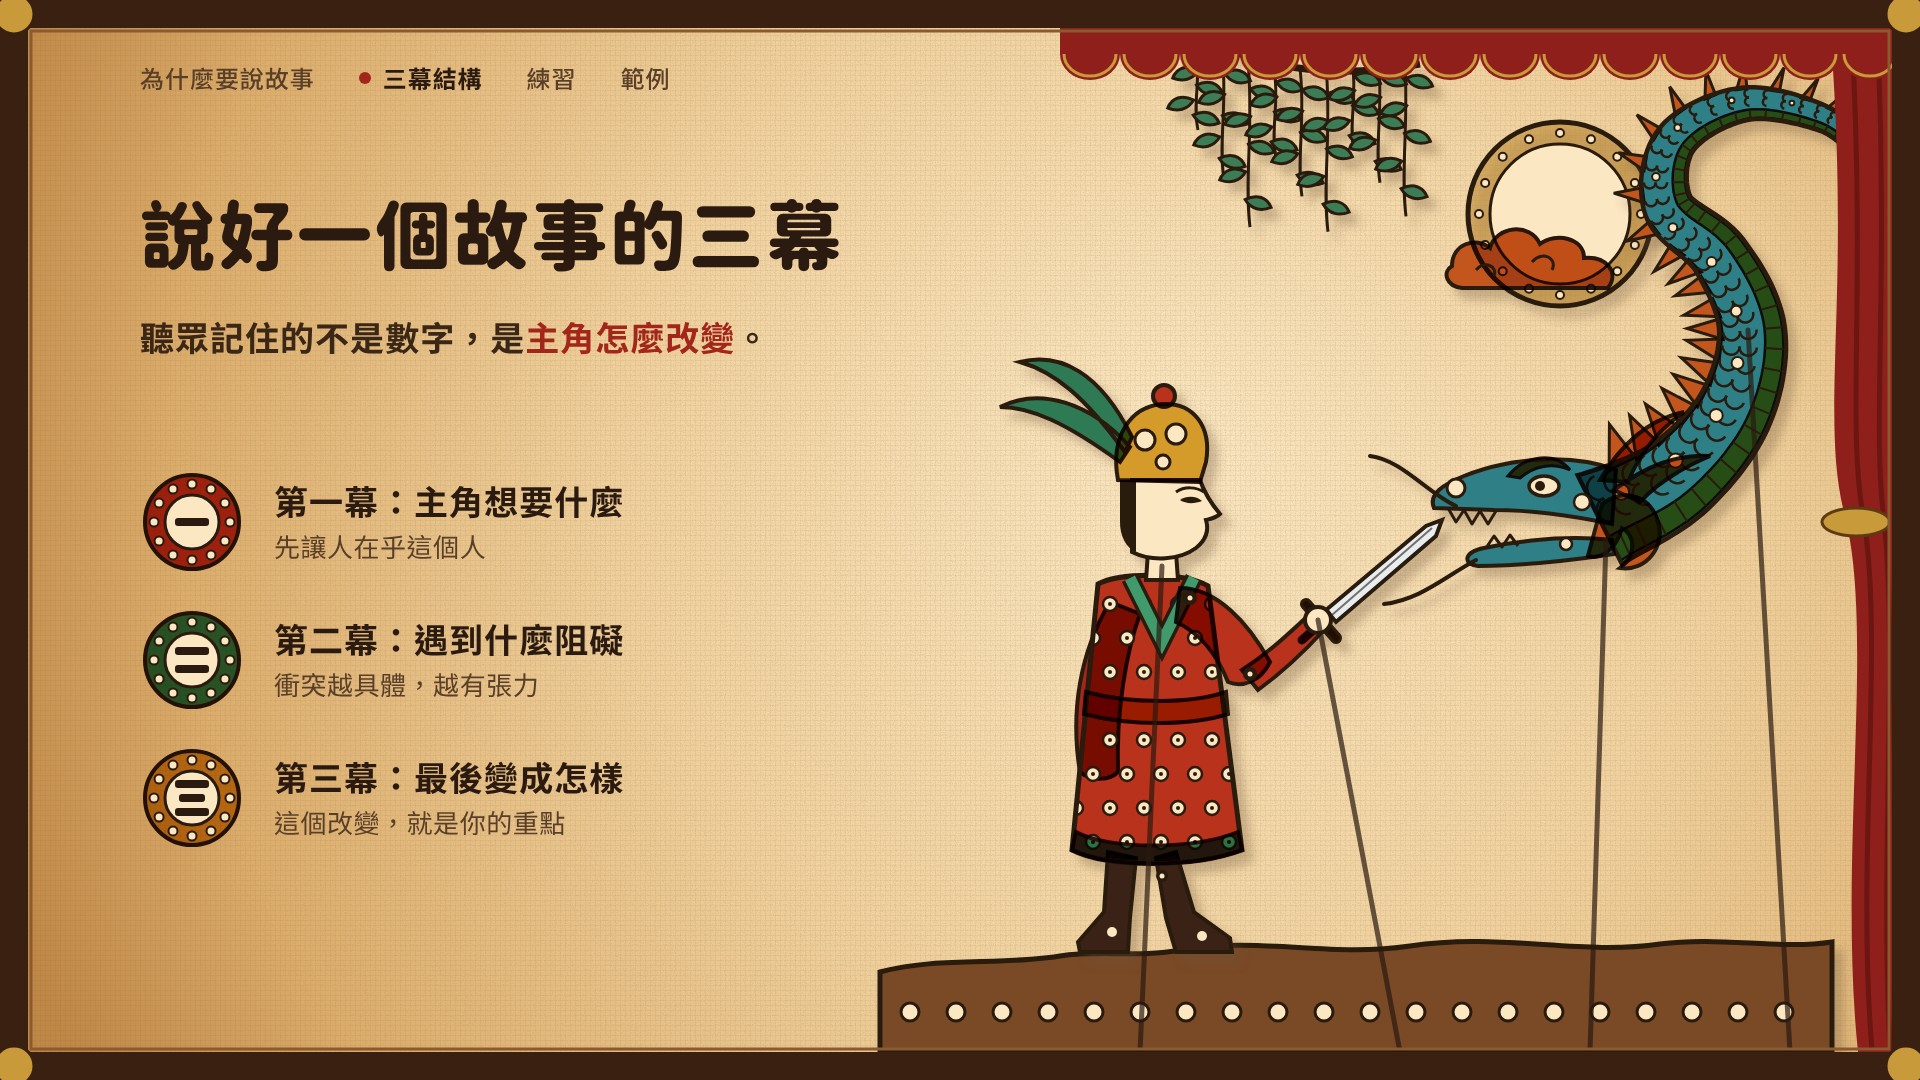 為什麼要說故事 三幕結構 練習 範例
說好一個故事的三幕
聽眾記住的不是數字，是主角怎麼改變。
一
第一幕：主角想要什麼
先讓人在乎這個人
二
第二幕：遇到什麼阻礙
衝突越具體，越有張力
三
第三幕：最後變成怎樣
這個改變，就是你的重點